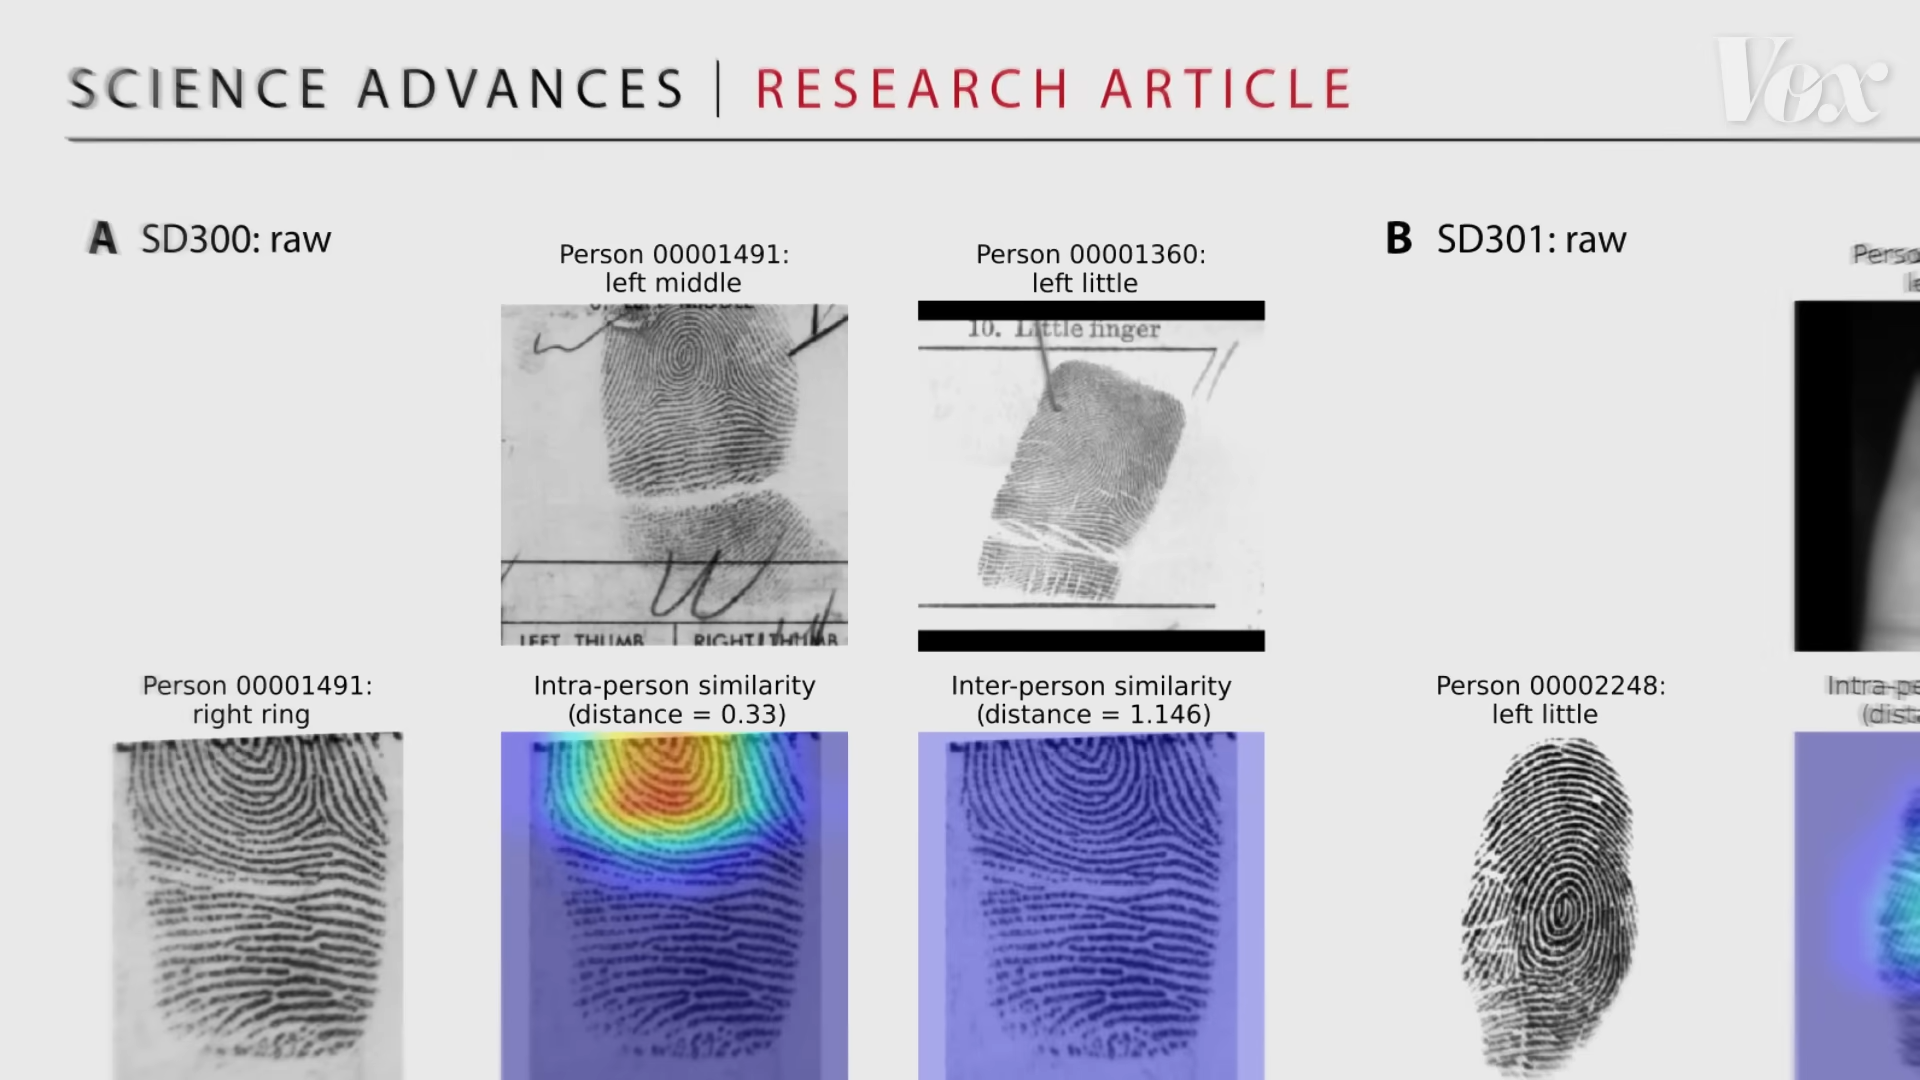 SCIENCE ADVANCES | RESEARCH ARTICLE
Vox
A SD300: raw
Person 00001491:
left middle
LEFT THUMB
RIGHT THUMB
Person 00001360:
left little
10. Little finger
B SD301: raw
Person 00001491:
right ring
Intra-person similarity
(distance = 0.33)
Inter-person similarity
(distance = 1.146)
Person 00002248:
left little